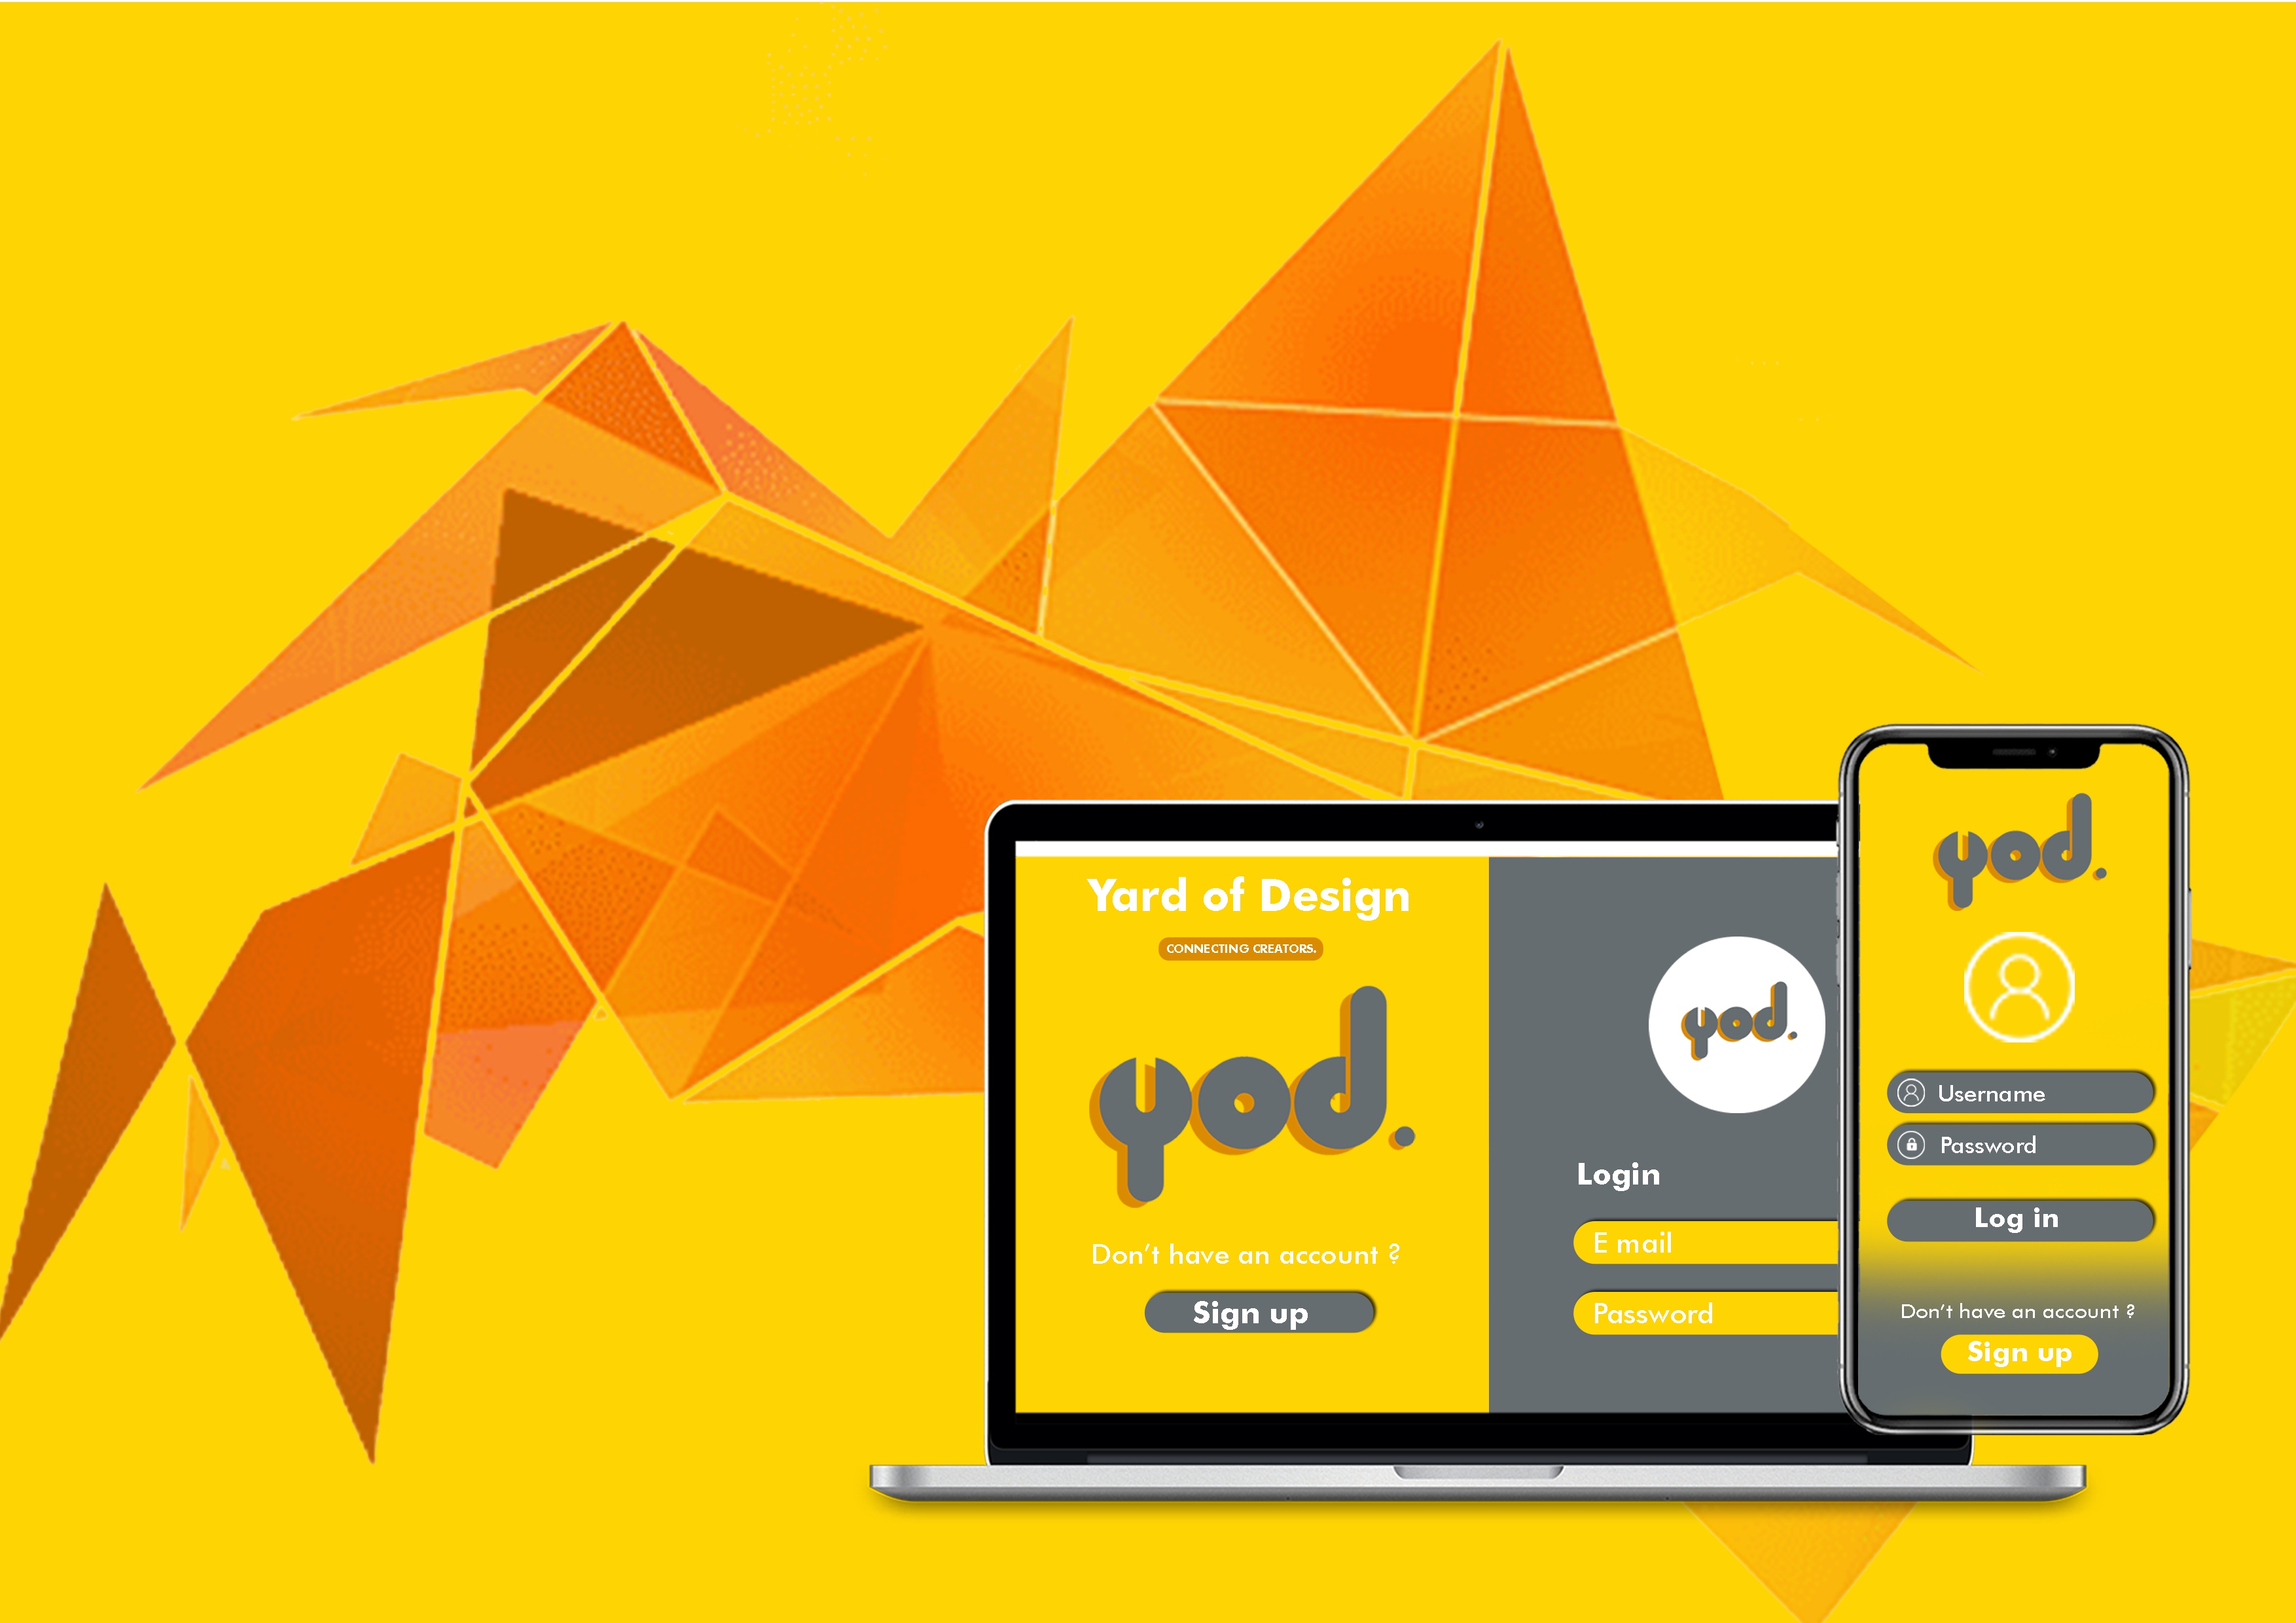 Yard of Design
CONNECTING CREATORS.
yod.
Don't have an account ?
Sign up
yod.
Login
E mail
Password
yod.
Username
Password
Log in
Don't have an account ?
Sign up